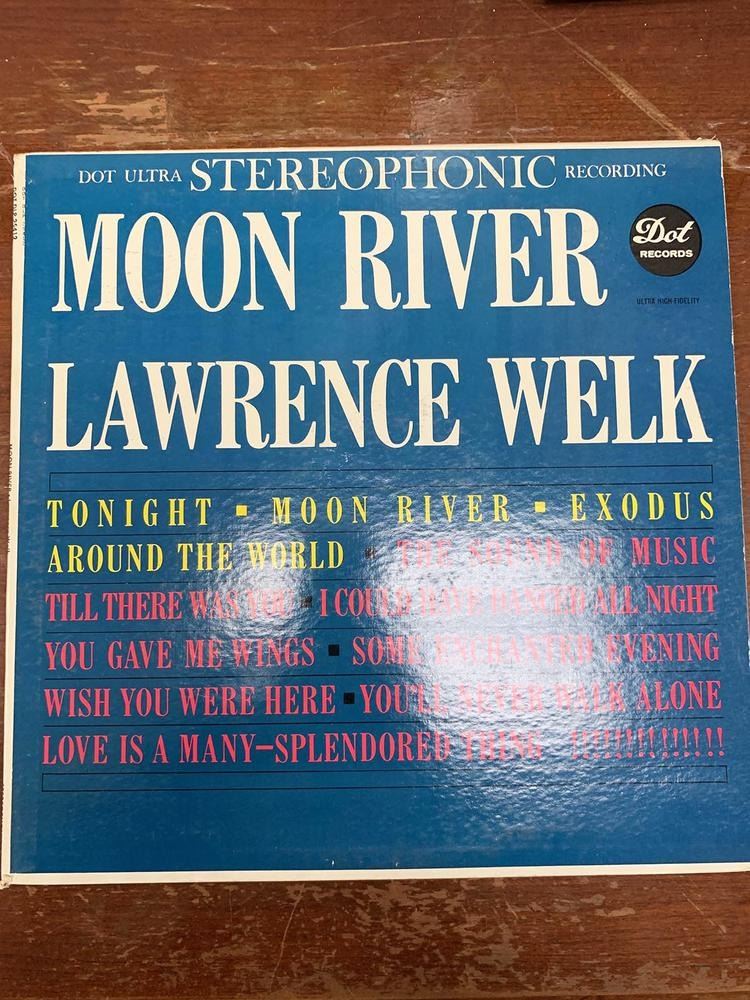 DOT ULTRA STEREOPHONIC RECORDING
MOON RIVER
Dot
RECORDS
ULTRA HIGH-FIDELITY
LAWRENCE WELK
TONIGHT ▪ MOON RIVER ▪ EXODUS
AROUND THE WORLD ▪ THE SOUND OF MUSIC
TILL THERE WAS YOU ▪ I COULD HAVE DANCED ALL NIGHT
YOU GAVE ME WINGS ▪ SOME ENCHANTED EVENING
WISH YOU WERE HERE ▪ YOU'LL NEVER WALK ALONE
LOVE IS A MANY-SPLENDORED THING !!!!!!!!!!!!!